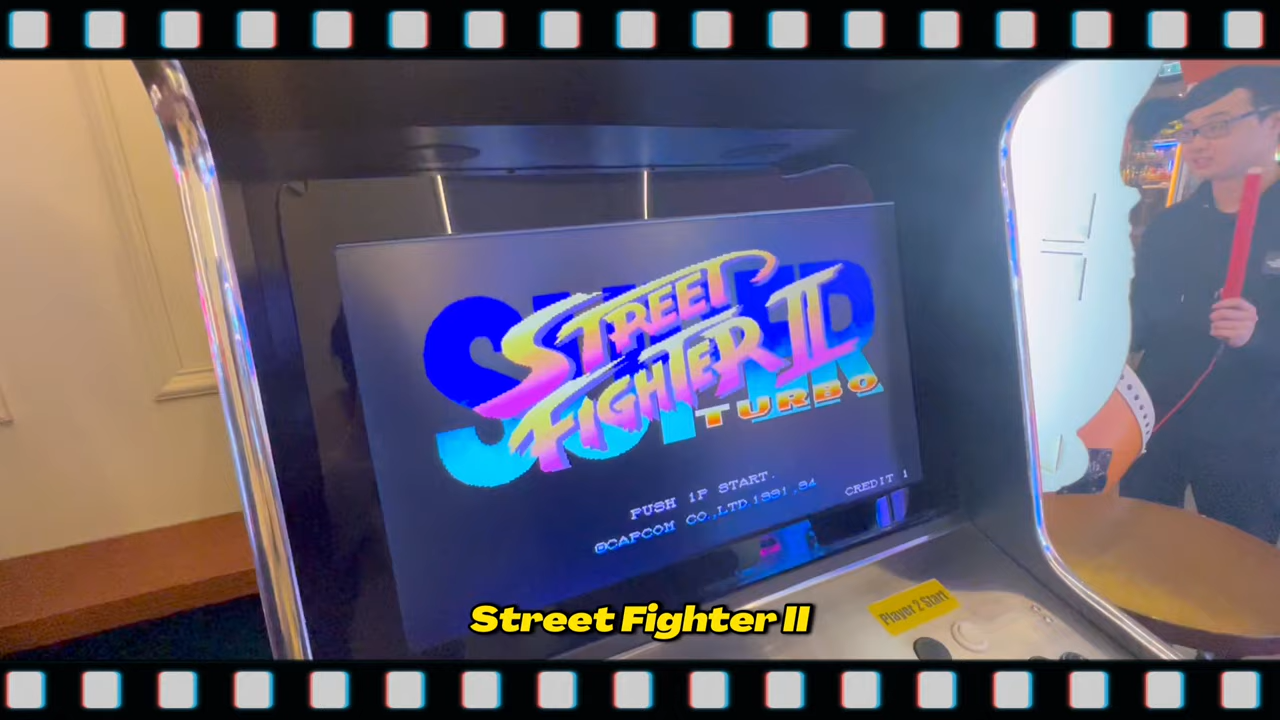 SUPER
STREET
FIGHTER II
TURBO
PUSH 1P START.
©CAPCOM CO.,LTD.1991,94
CREDIT 1
Player 2 Start
Street Fighter II